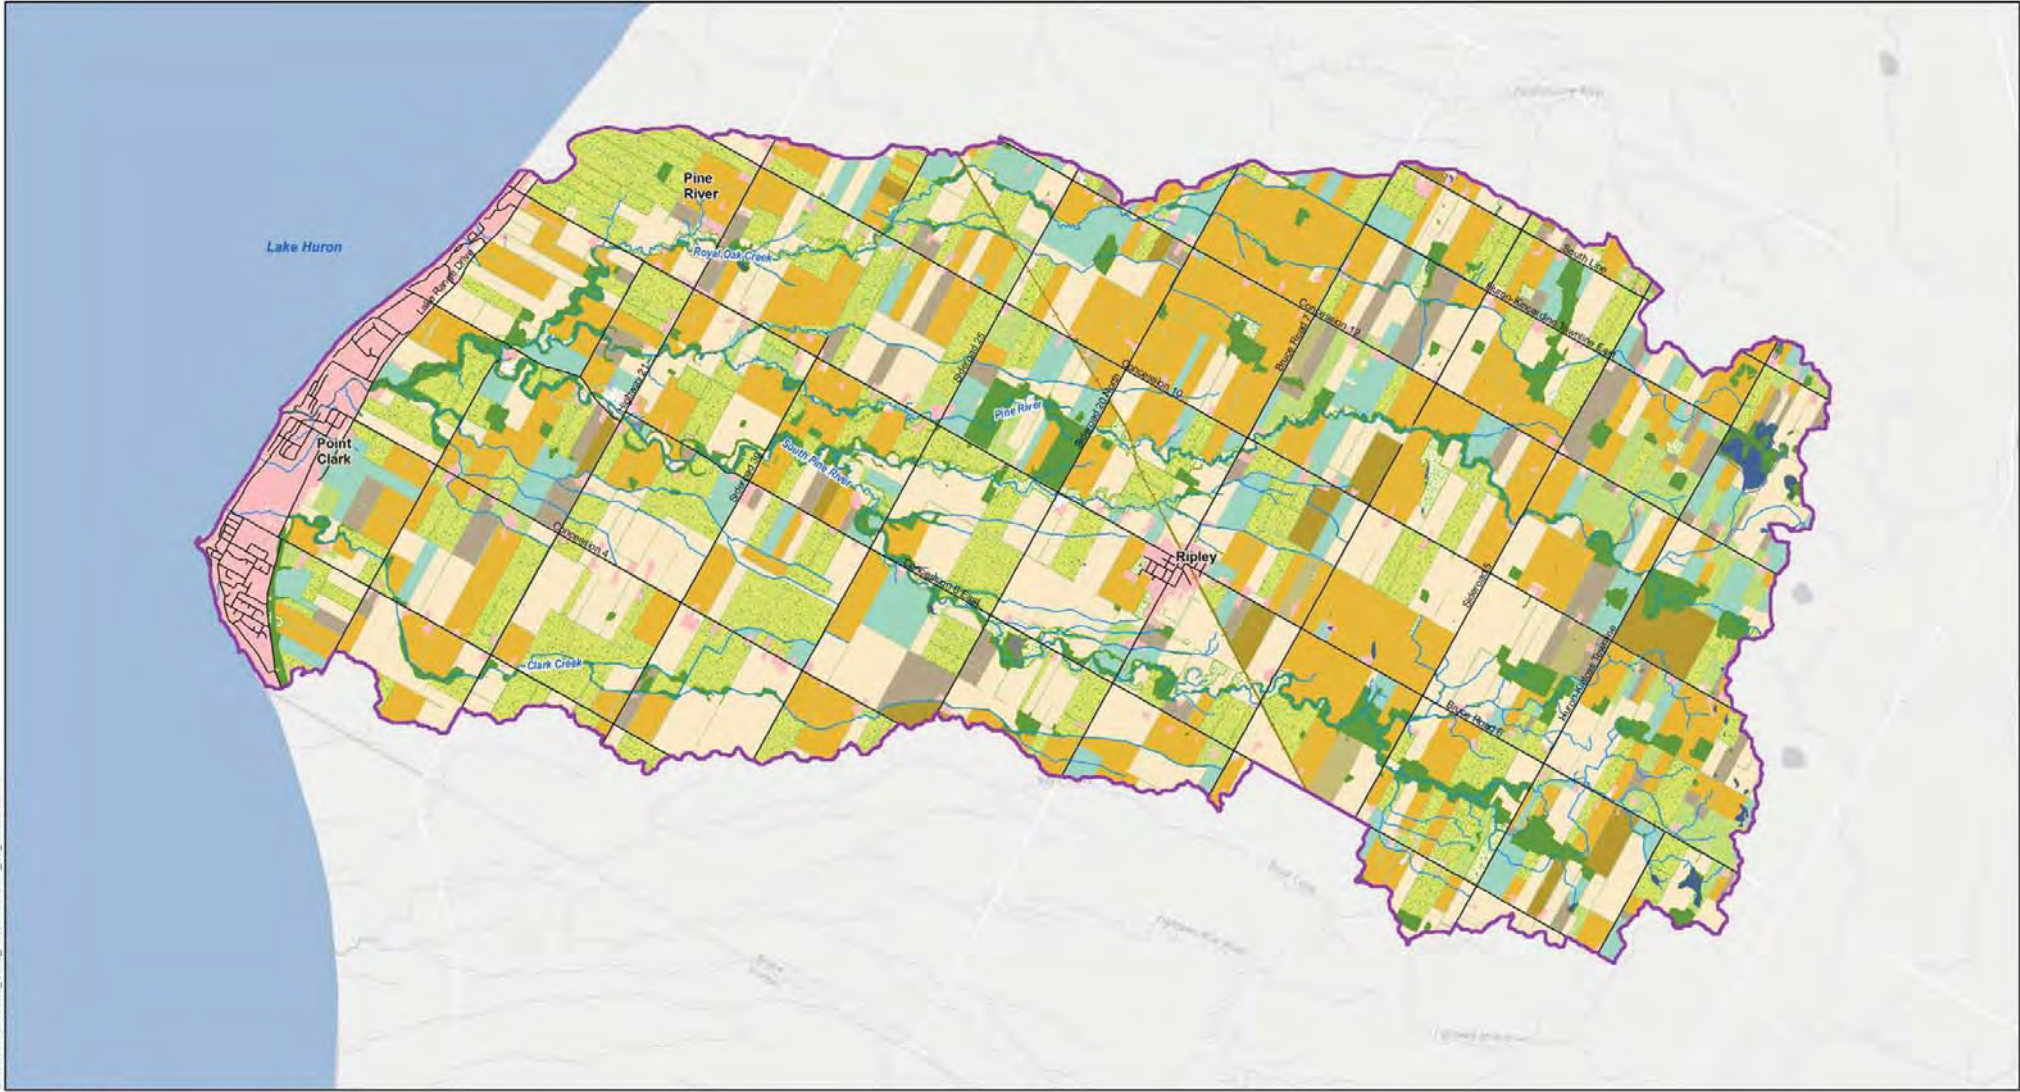 Pine
River
Lake Huron
Royal Oak Creek
South Line
Lake Range Drive
Huron-Kincardine Townline East
Concession 12
Bruce Road 7
Sideroad 25
Concession 10
Highway 21
Pine River
Sideroad 20 North
Point
Clark
South Pine River
Sideroad 30
Concession 4
Ripley
Concession 6 East
Sideroad 5
Clark Creek
Huron-Kinloss Townline
Bruce Road 6